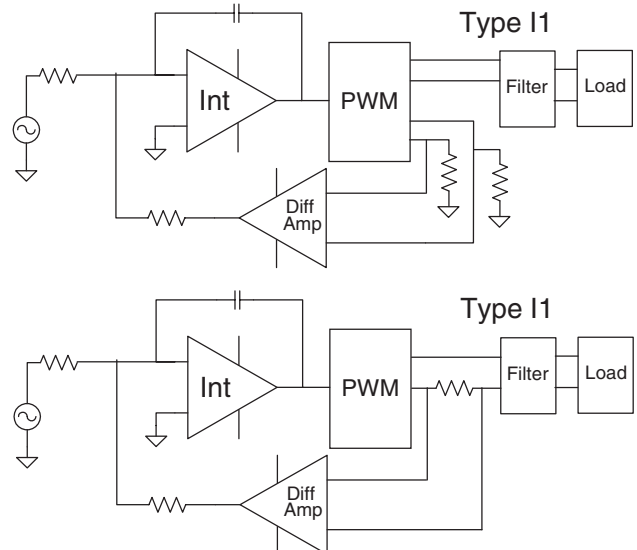 Type I1
Int
PWM
Filter
Load
Diff
Amp
Type I1
Int
PWM
Filter
Load
Diff
Amp